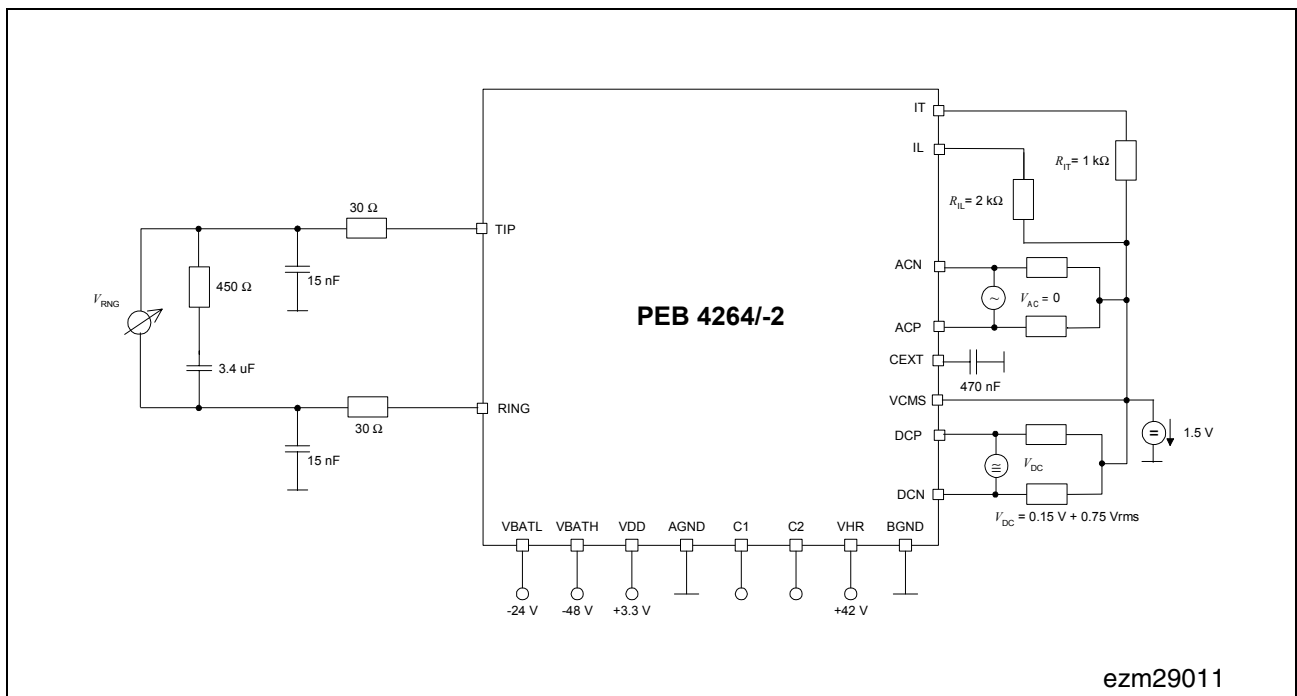 IT
IL
R_IT = 1 kΩ
R_IL = 2 kΩ
30 Ω
TIP
15 nF
450 Ω
V_RNG
PEB 4264/-2
ACN
V_AC = 0
ACP
3.4 uF
CEXT
470 nF
VCMS
RING
30 Ω
DCP
1.5 V
15 nF
V_DC
DCN
V_DC = 0.15 V + 0.75 Vrms
VBATL VBATH VDD AGND C1 C2 VHR BGND
-24 V -48 V +3.3 V +42 V
ezm29011